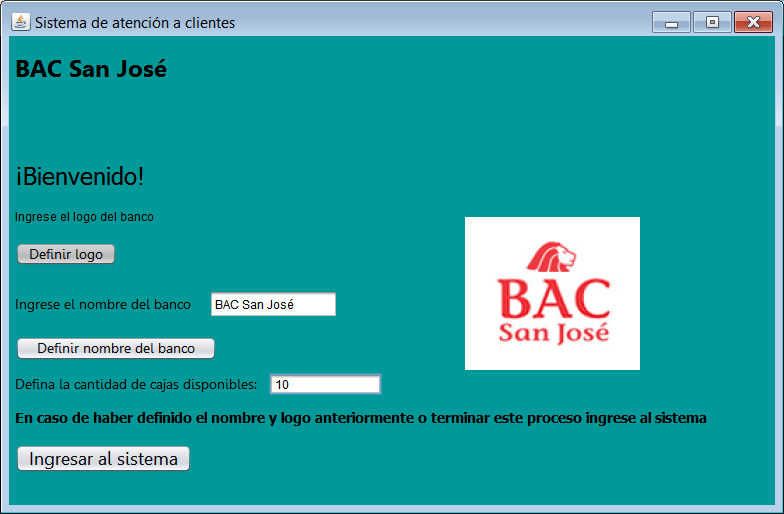 Sistema de atención a clientes
BAC San José
¡Bienvenido!
Ingrese el logo del banco
Definir logo
Ingrese el nombre del banco BAC San José
Definir nombre del banco
BAC
San José
Defina la cantidad de cajas disponibles: 10
En caso de haber definido el nombre y logo anteriormente o terminar este proceso ingrese al sistema
Ingresar al sistema